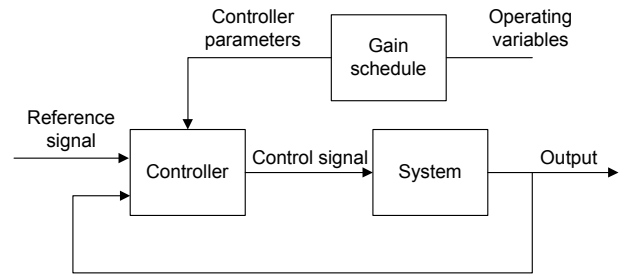 Controller
parameters
Gain
schedule
Operating
variables
Reference
signal
Controller
Control signal
System
Output